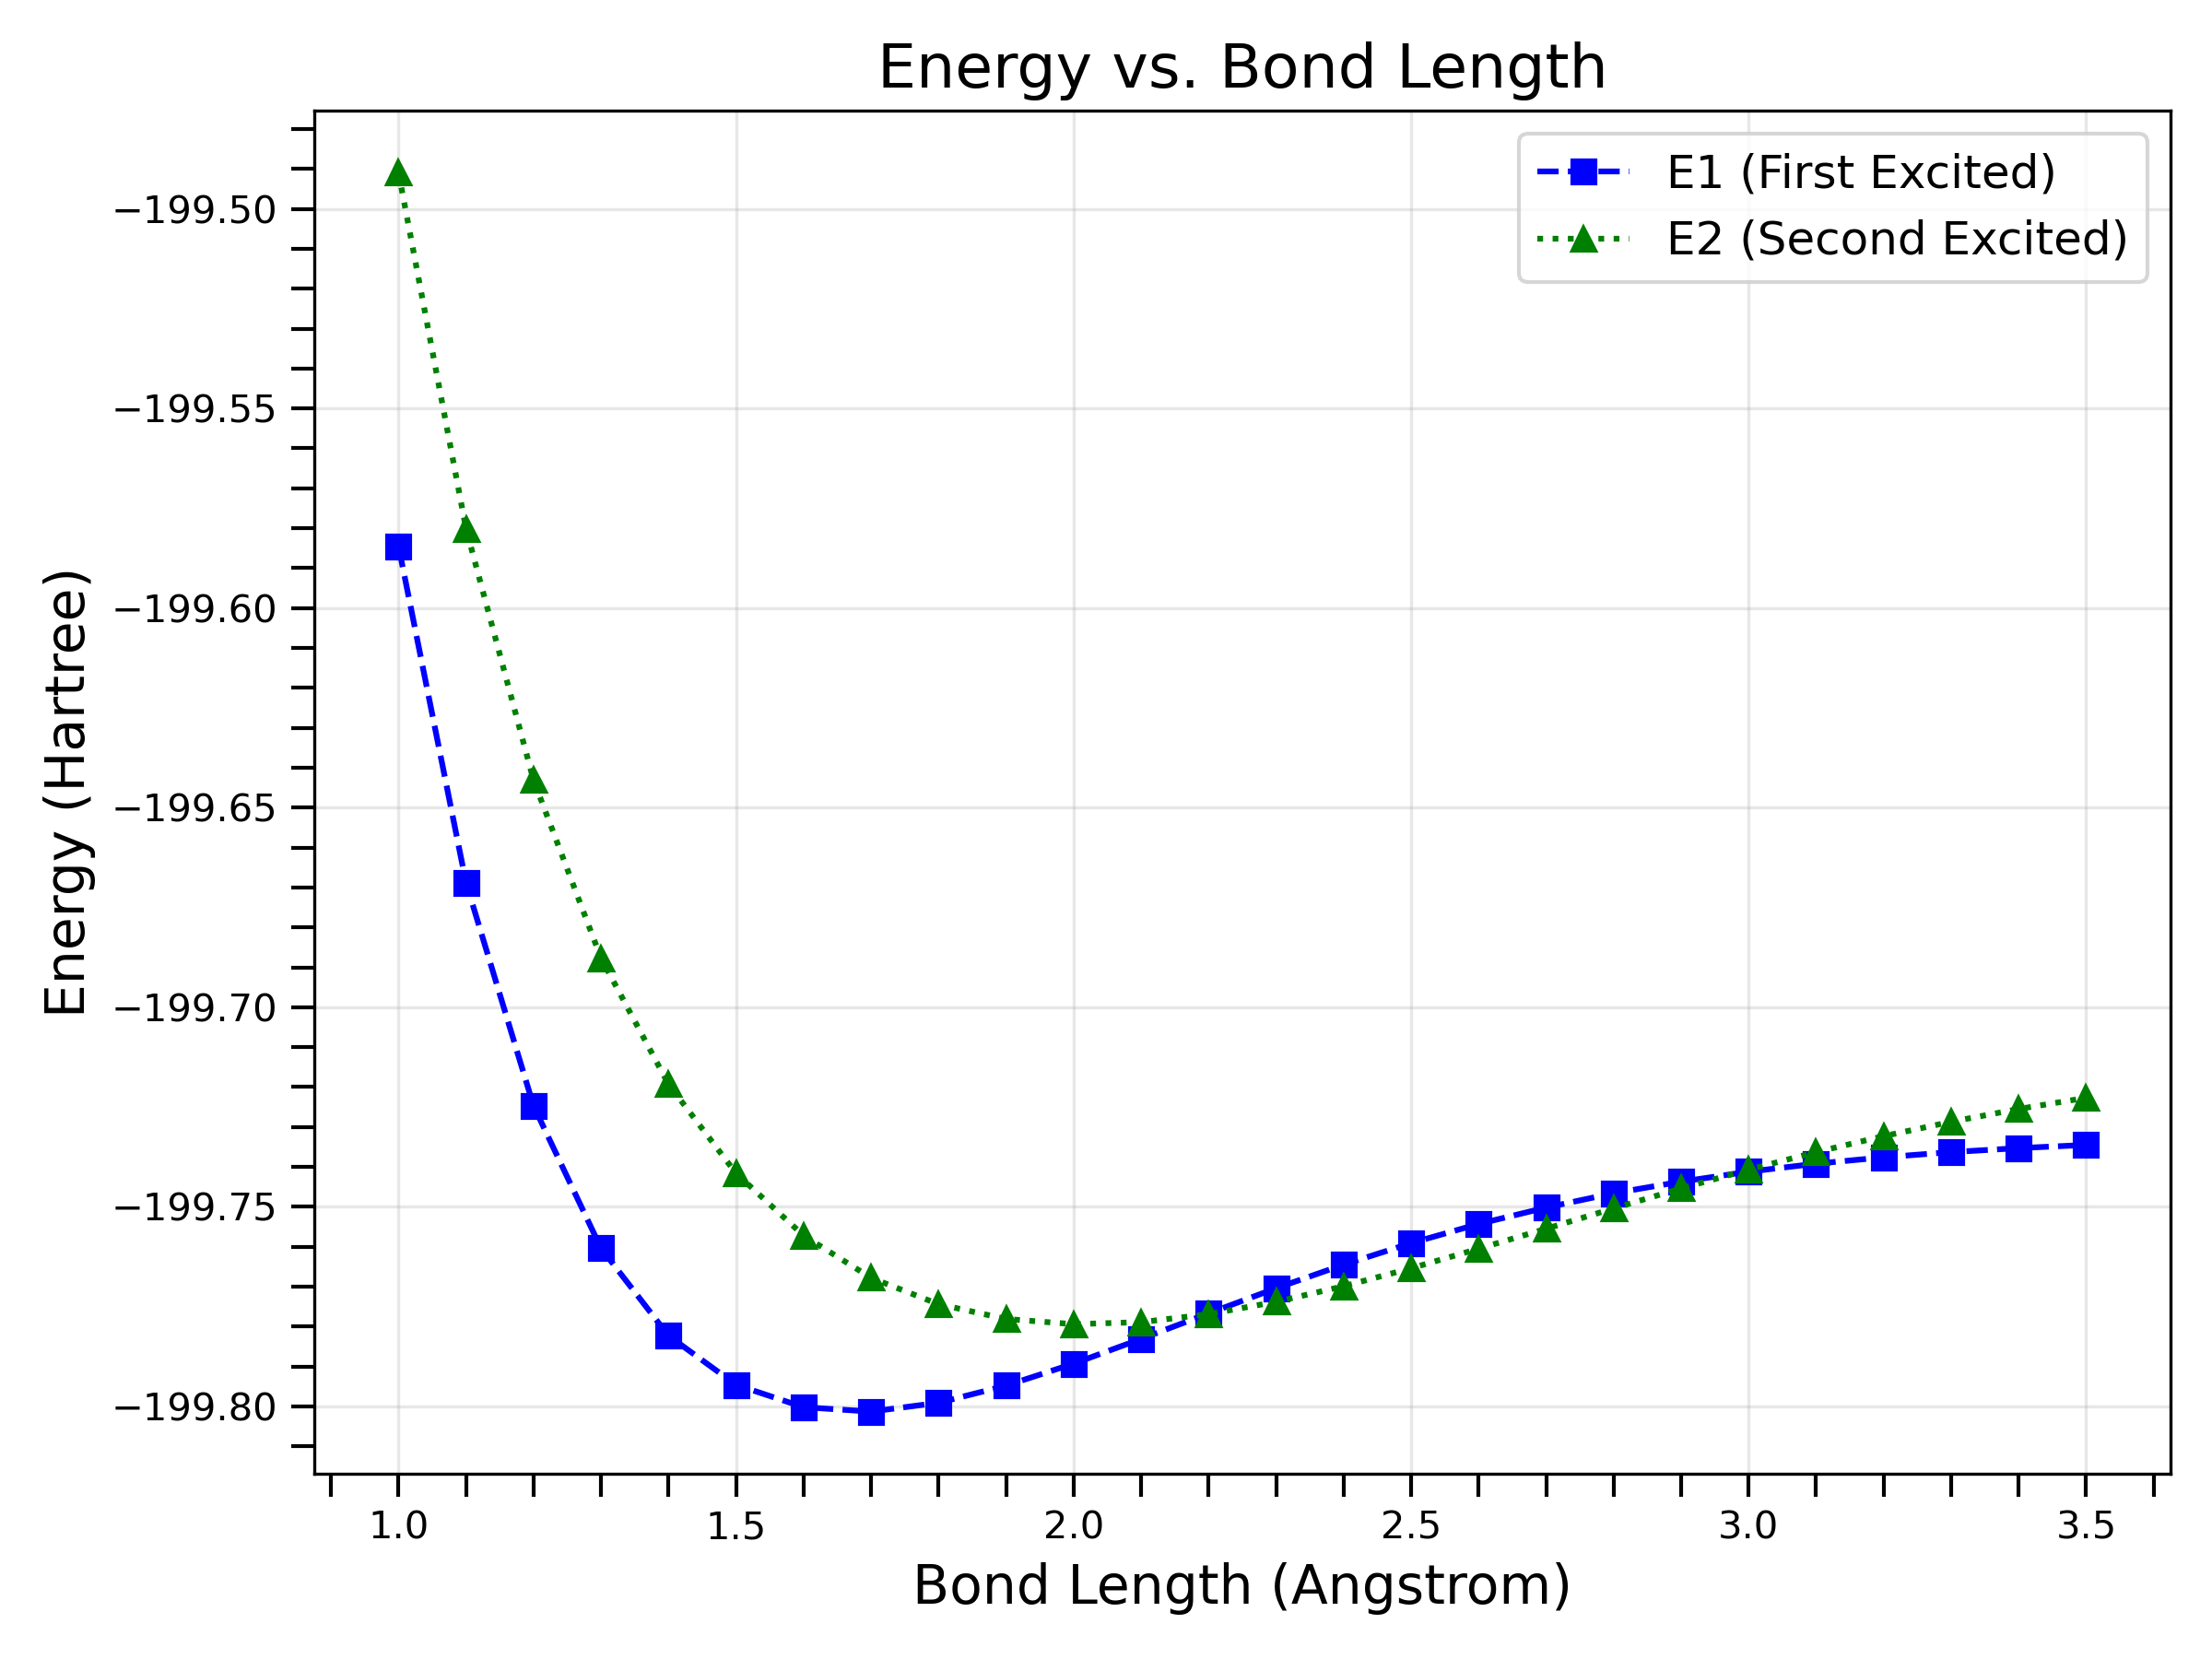 Energy vs. Bond Length
E1 (First Excited)
E2 (Second Excited)
Energy (Hartree)
−199.50
−199.55
−199.60
−199.65
−199.70
−199.75
−199.80
1.0 1.5 2.0 2.5 3.0 3.5
Bond Length (Angstrom)